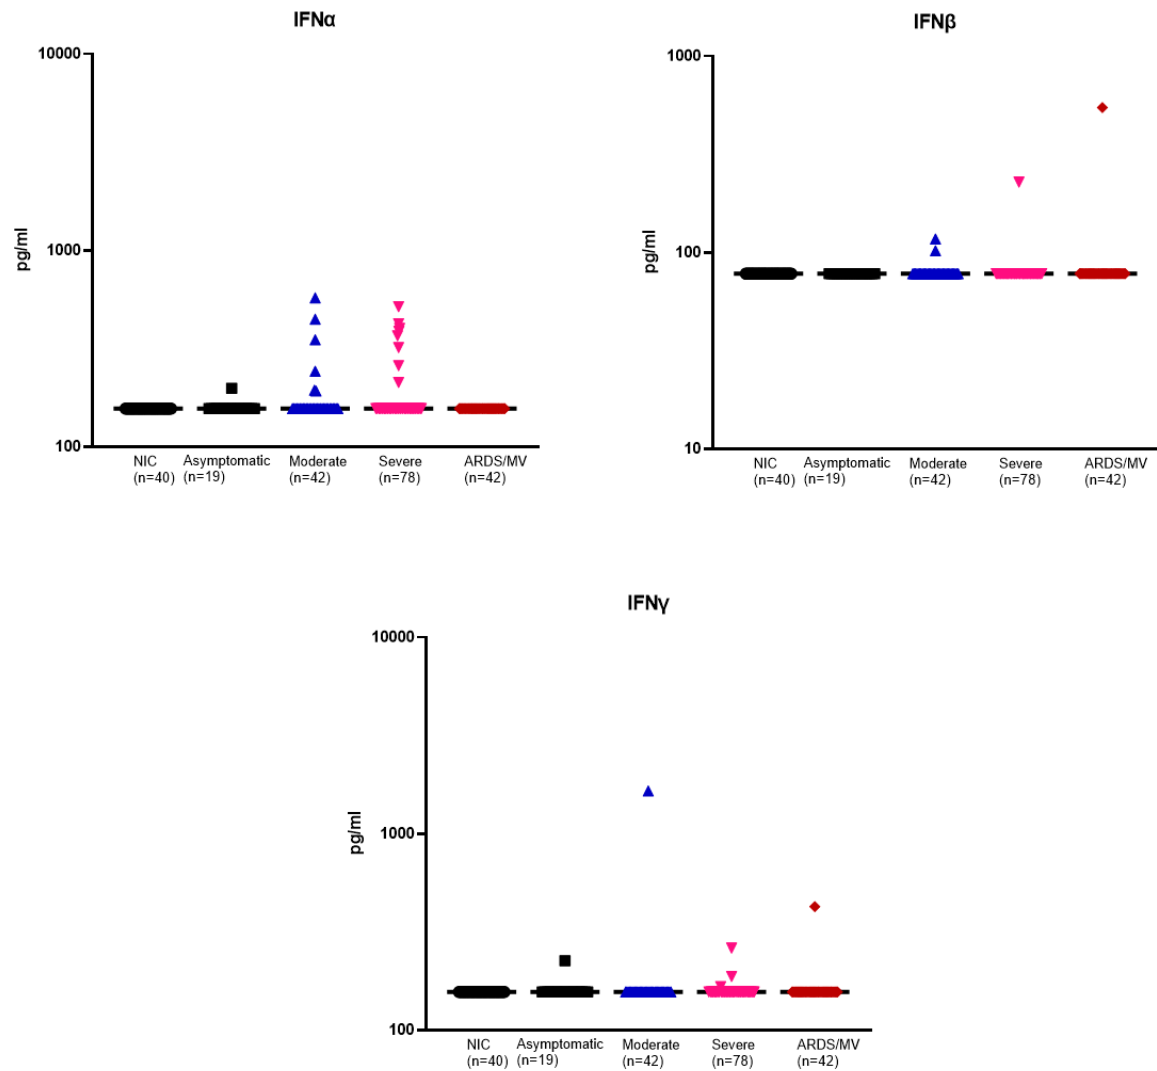 IFNα
10000
1000
100
pg/ml
NIC Asymptomatic Moderate Severe ARDS/MV
(n=40) (n=19) (n=42) (n=78) (n=42)
IFNβ
1000
100
10
pg/ml
NIC Asymptomatic Moderate Severe ARDS/MV
(n=40) (n=19) (n=42) (n=78) (n=42)
IFNγ
10000
1000
100
pg/ml
NIC Asymptomatic Moderate Severe ARDS/MV
(n=40) (n=19) (n=42) (n=78) (n=42)